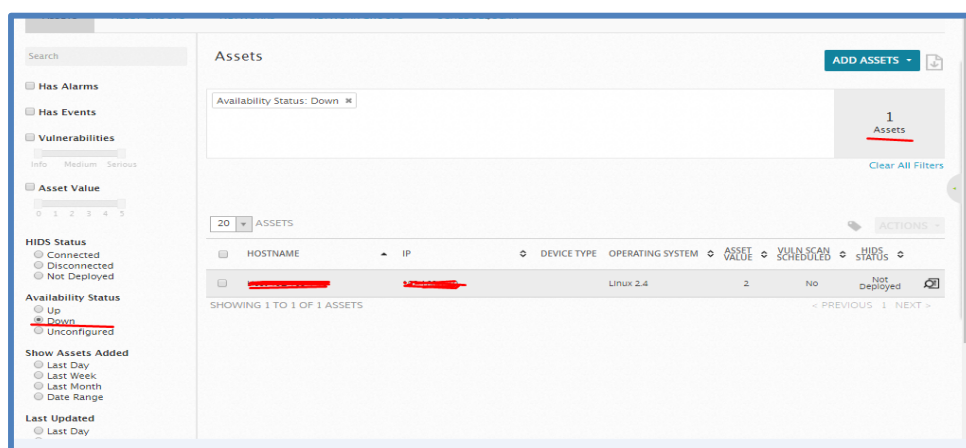 Search
Has Alarms
Has Events
Vulnerabilities
Info Medium Serious
Asset Value
0 1 2 3 4 5
HIDS Status
Connected
Disconnected
Not Deployed
Availability Status
Up
Down
Unconfigured
Show Assets Added
Last Day
Last Week
Last Month
Date Range
Last Updated
Last Day
Assets
ADD ASSETS
Availability Status: Down ✖
1
Assets
Clear All Filters
20 ASSETS
ACTIONS
HOSTNAME IP DEVICE TYPE OPERATING SYSTEM ASSET VALUE VULN SCAN SCHEDULED HIDS STATUS
Linux 2.4 2 No Not Deployed
SHOWING 1 TO 1 OF 1 ASSETS
< PREVIOUS 1 NEXT >